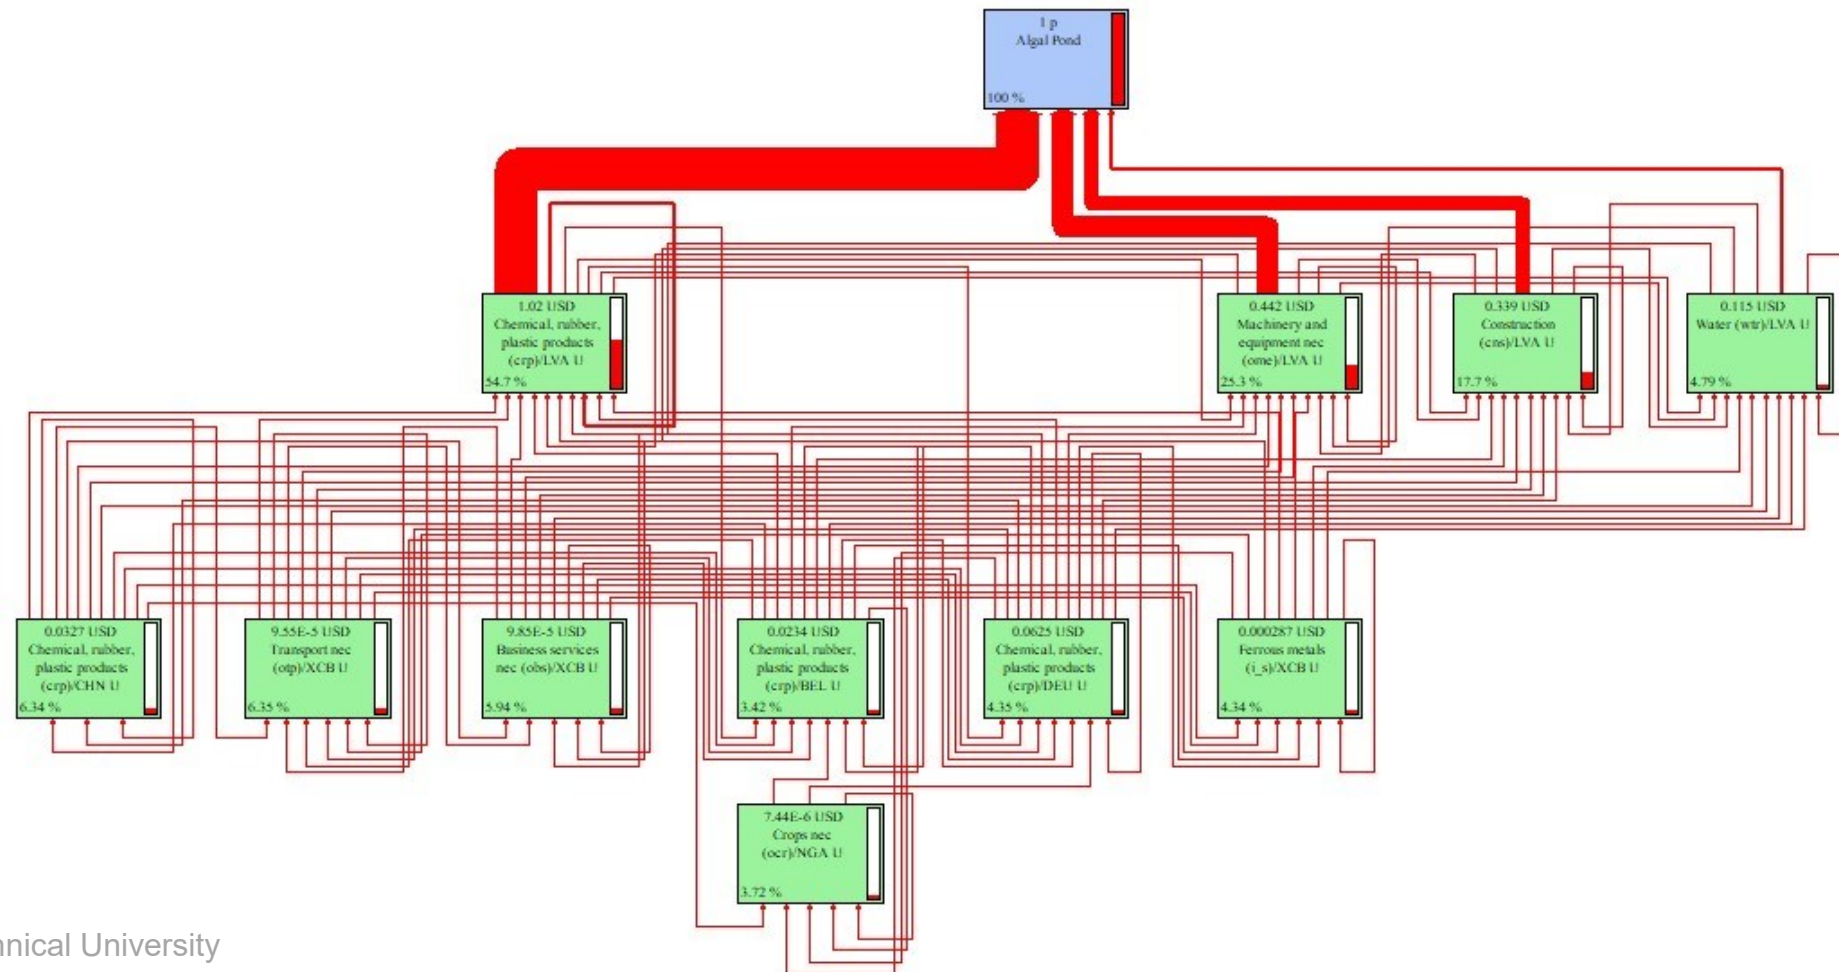 1 p
Algal Pond
100 %
1.02 USD
Chemical, rubber,
plastic products
(crp)/LVA U
54.7 %
0.442 USD
Machinery and
equipment nec
(ome)/LVA U
25.3 %
0.339 USD
Construction
(cns)/LVA U
17.7 %
0.115 USD
Water (wtr)/LVA U
4.79 %
0.0327 USD
Chemical, rubber,
plastic products
(crp)/CHN U
6.34 %
9.55E-5 USD
Transport nec
(otp)/XCB U
6.35 %
9.85E-5 USD
Business services
nec (obs)/XCB U
5.94 %
0.0234 USD
Chemical, rubber,
plastic products
(crp)/BEL U
3.42 %
0.0625 USD
Chemical, rubber,
plastic products
(crp)/DEU U
4.35 %
0.000287 USD
Ferrous metals
(i_s)/XCB U
4.34 %
7.44E-6 USD
Crops nec
(ocr)/NGA U
3.72 %
hnical University